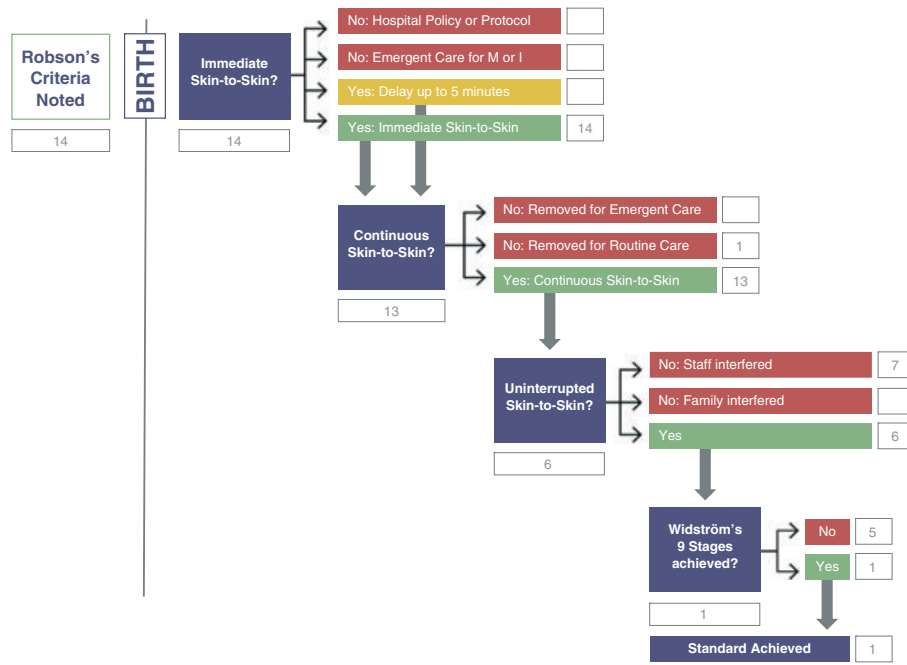 Robson's
Criteria
Noted
14
BIRTH
Immediate
Skin-to-Skin?
14
No: Hospital Policy or Protocol
No: Emergent Care for M or I
Yes: Delay up to 5 minutes
Yes: Immediate Skin-to-Skin
14
Continuous
Skin-to-Skin?
13
No: Removed for Emergent Care
No: Removed for Routine Care
1
Yes: Continuous Skin-to-Skin
13
Uninterrupted
Skin-to-Skin?
6
No: Staff interfered
7
No: Family interfered
Yes
6
Widström's
9 Stages
achieved?
1
No
5
Yes
1
Standard Achieved
1